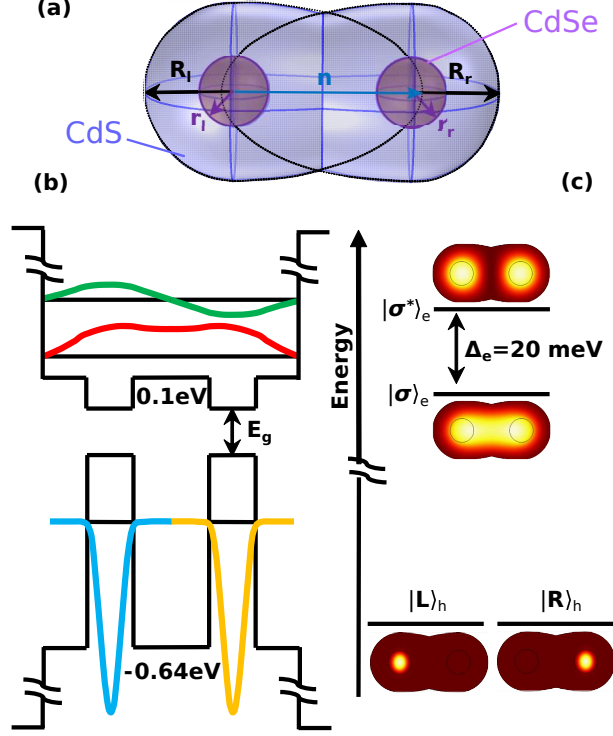 (a)
CdSe
R_l
n
R_r
r_l
r_r
CdS
(b)
(c)
0.1eV
E_g
-0.64eV
Energy
|σ*⟩_e
Δ_e=20 meV
|σ⟩_e
|L⟩_h
|R⟩_h